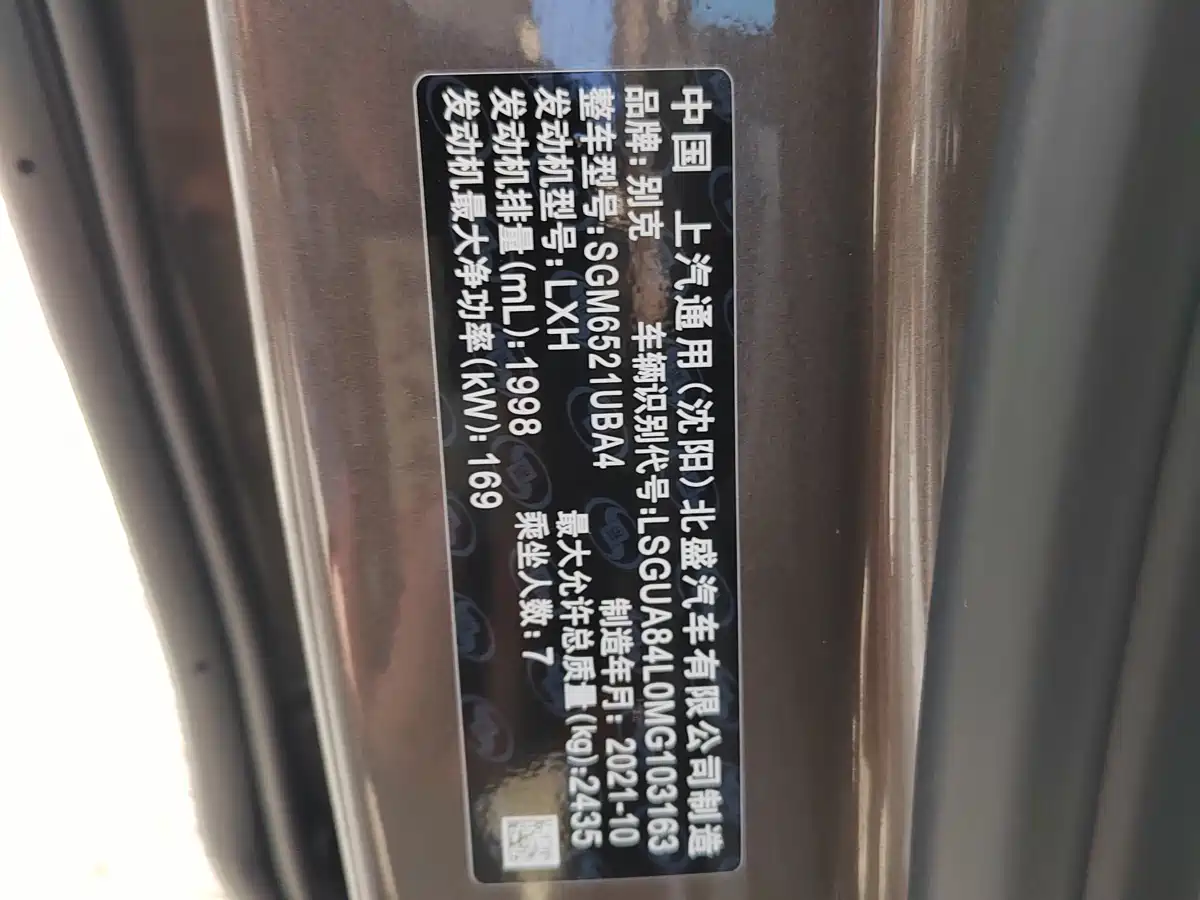 中国 上汽通用(沈阳)北盛汽车有限公司制造
品牌:别克 车辆识别代号:LSGUA84L0MG103163
整车型号:SGM6521UBA4 制造年月:2021-10
发动机型号:LXH 最大允许总质量(kg):2435
发动机排量(mL):1998 乘坐人数:7
发动机最大净功率(kW):169